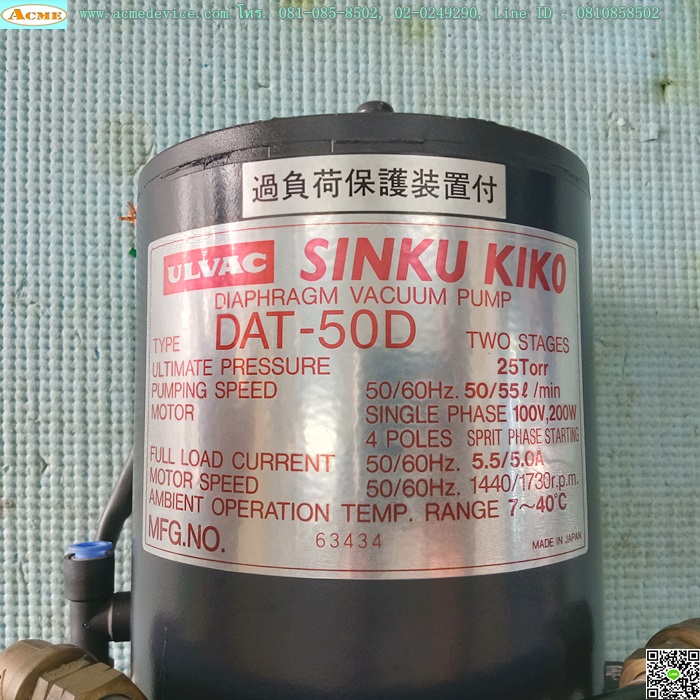 ACME
www.acmedevice.com โทร. 081-085-8502, 02-0249290, Line ID : 0810858502
過負荷保護装置付
ULVAC SINKU KIKO
DIAPHRAGM VACUUM PUMP
TYPE DAT-50D TWO STAGES
ULTIMATE PRESSURE 25Torr
PUMPING SPEED 50/60Hz. 50/55ℓ/min
MOTOR SINGLE PHASE 100V,200W
4 POLES SPRIT PHASE STARTING
FULL LOAD CURRENT 50/60Hz. 5.5/5.0A
MOTOR SPEED 50/60Hz. 1440/1730r.p.m.
AMBIENT OPERATION TEMP. RANGE 7～40°C
MFG.NO. 63434 MADE IN JAPAN